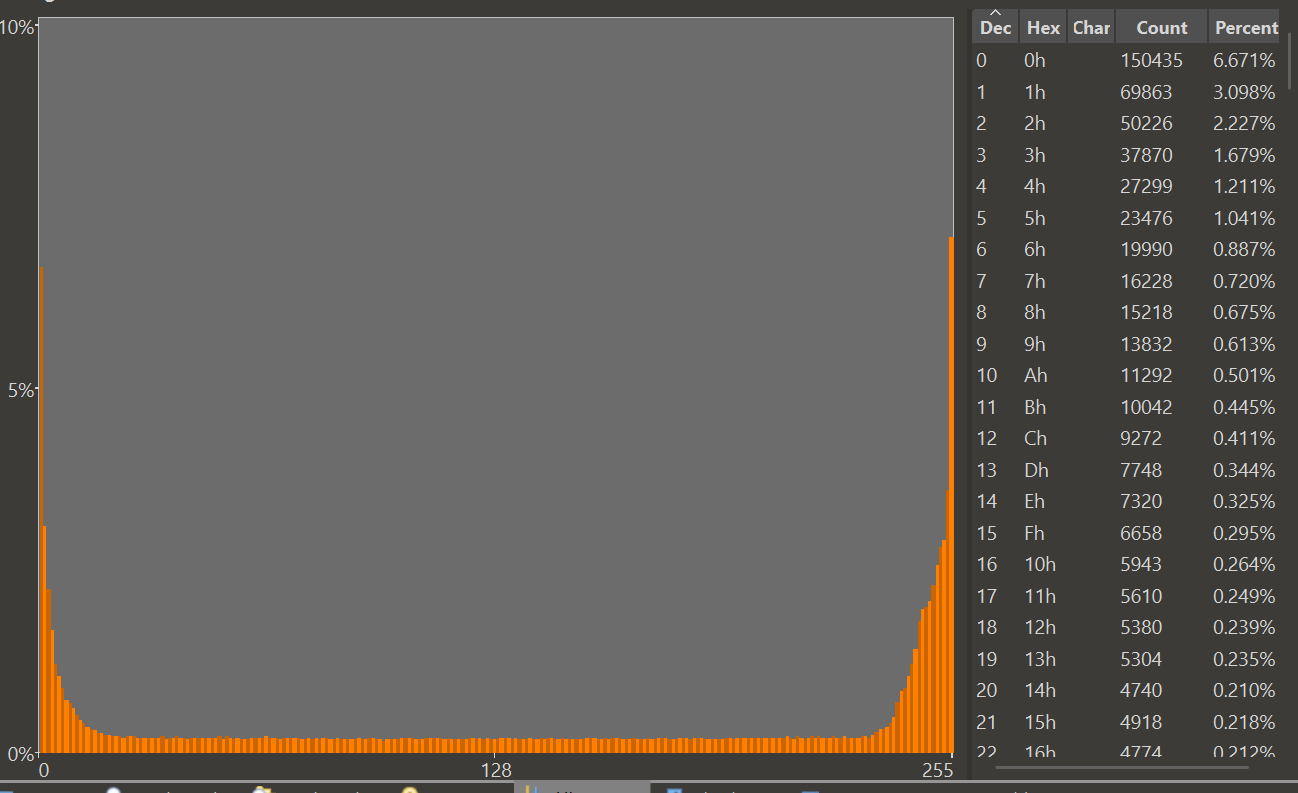 10%
5%
0%
0 128 255
Dec Hex Char Count Percent
0 0h 150435 6.671%
1 1h 69863 3.098%
2 2h 50226 2.227%
3 3h 37870 1.679%
4 4h 27299 1.211%
5 5h 23476 1.041%
6 6h 19990 0.887%
7 7h 16228 0.720%
8 8h 15218 0.675%
9 9h 13832 0.613%
10 Ah 11292 0.501%
11 Bh 10042 0.445%
12 Ch 9272 0.411%
13 Dh 7748 0.344%
14 Eh 7320 0.325%
15 Fh 6658 0.295%
16 10h 5943 0.264%
17 11h 5610 0.249%
18 12h 5380 0.239%
19 13h 5304 0.235%
20 14h 4740 0.210%
21 15h 4918 0.218%
22 16h 4774 0.212%